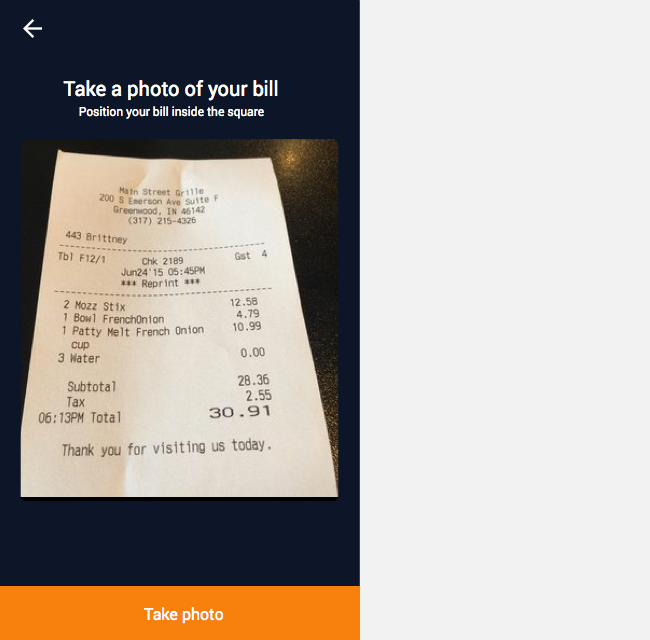 Take a photo of your bill
Position your bill inside the square
Main Street Grille
200 S Emerson Ave Suite F
Greenwood, IN 46142
(317) 215-4326
443 Brittney
Tbl F12/1 Chk 2189 Gst 4
Jun24'15 05:45PM
*** Reprint ***
2 Mozz Stix 12.58
1 Bowl FrenchOnion 4.79
1 Patty Melt French Onion 10.99
cup
3 Water 0.00
Subtotal 28.36
Tax 2.55
06:13PM Total 30.91
Thank you for visiting us today.
Take photo